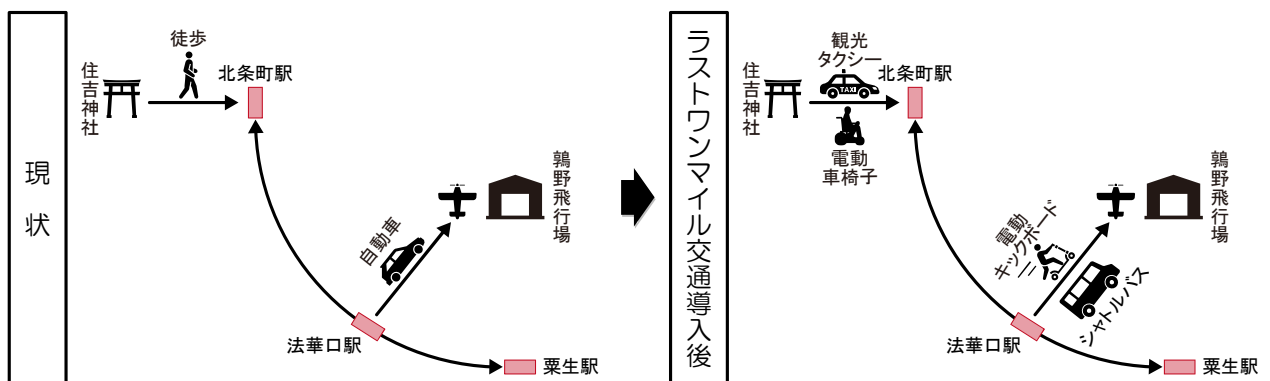 現状
住吉神社
徒歩
北条町駅
自動車
鶉野飛行場
法華口駅
粟生駅
ラストワンマイル交通導入後
住吉神社
観光
タクシー
TAXI
北条町駅
電動
車椅子
電動
キックボード
シャトルバス
鶉野飛行場
法華口駅
粟生駅